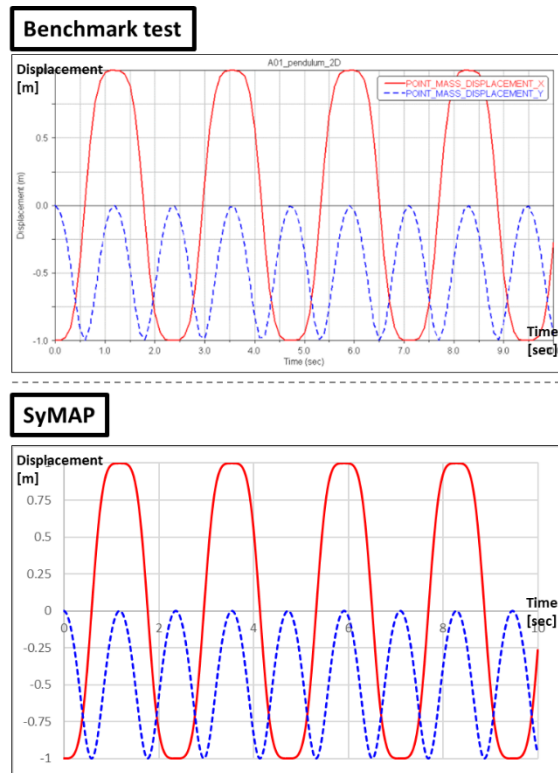 Benchmark test
A01_pendulum_2D
Displacement
[m]
POINT_MASS_DISPLACEMENT_X
POINT_MASS_DISPLACEMENT_Y
0.5
0.0
-0.5
-1.0
Displacement (m)
0.0 1.0 2.0 3.0 4.0 5.0 6.0 7.0 8.0 9.0
Time (sec)
Time
[sec]
SyMAP
Displacement
[m]
0.75
0.5
0.25
0
-0.25
-0.5
-0.75
-1
0 2 4 6 8 10
Time
[sec]